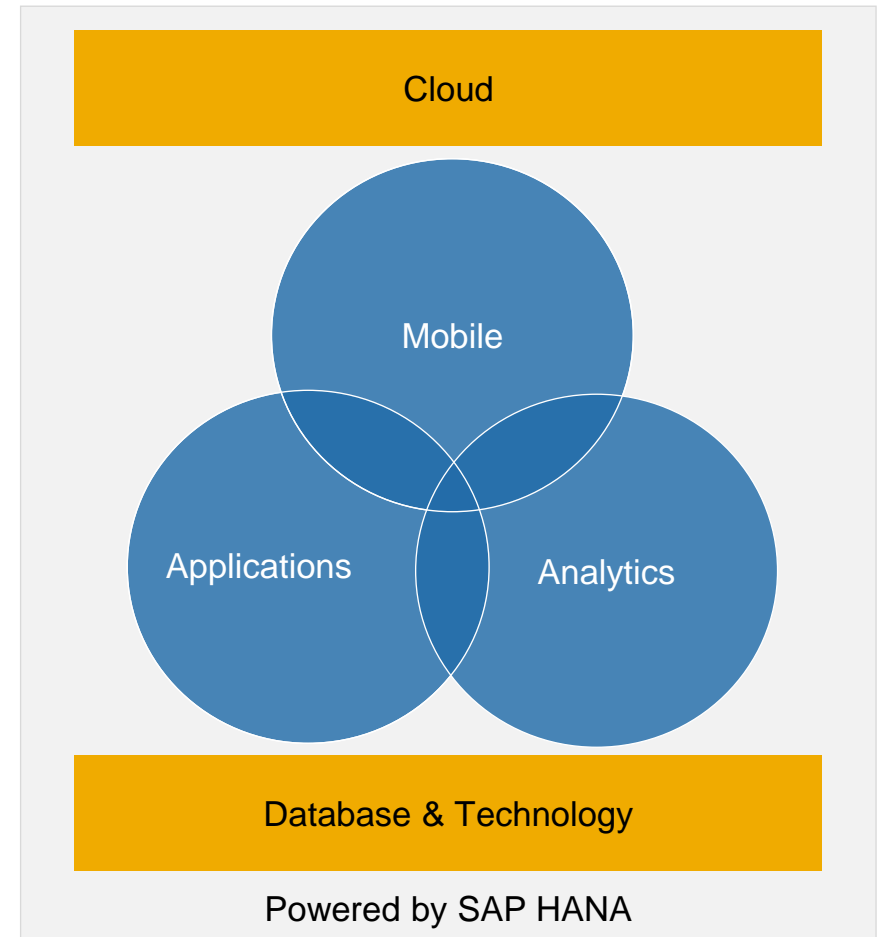 Cloud
Mobile
Applications
Analytics
Database & Technology
Powered by SAP HANA